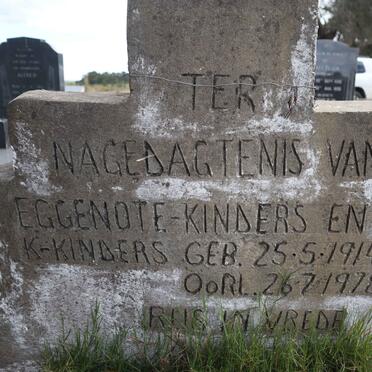 TER
NAGEDAGTENIS VAN
EGGENOTE-KINDERS EN
K-KINDERS GEB. 25.5.1914
OORL. 26.7.1978
RUS IN VREDE